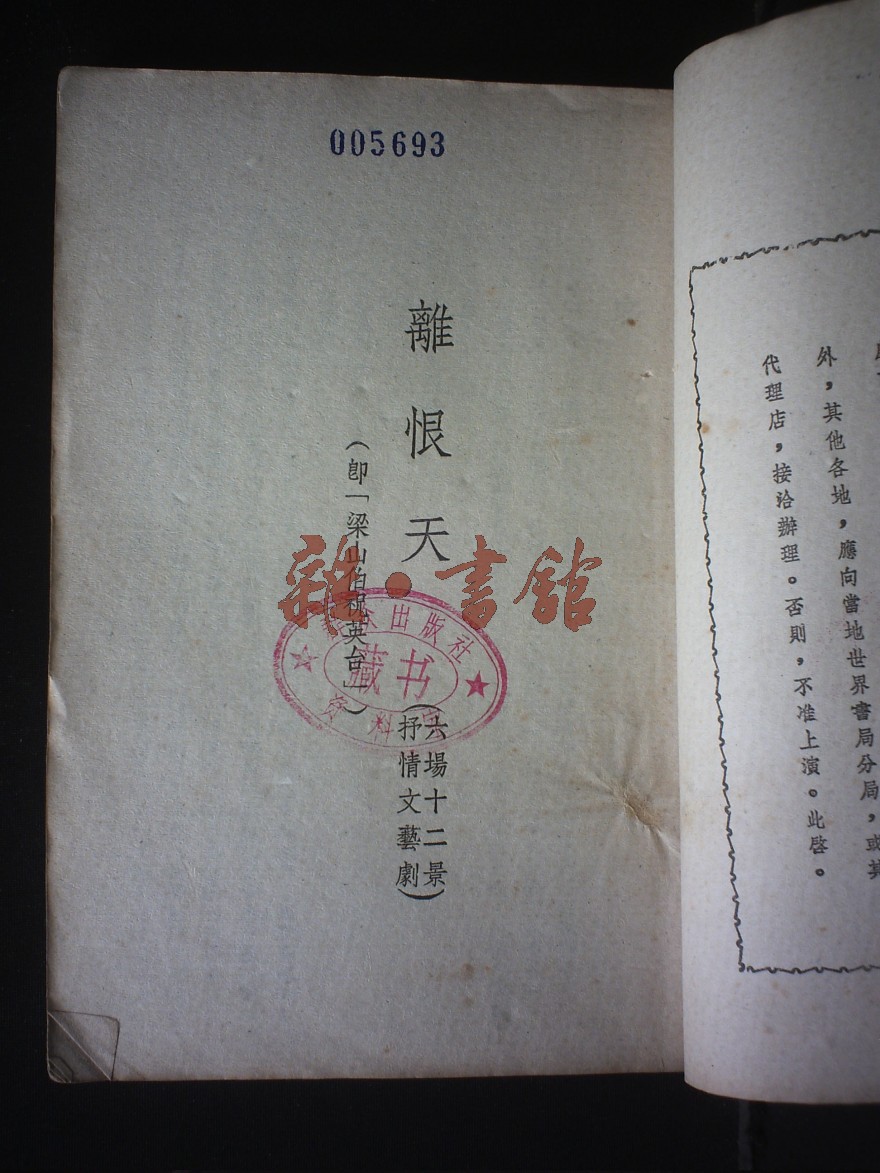 005693
離恨天
(六場十二景
抒情文藝劇)
(即「梁山伯祝英台」)
出版社
藏书
资料
雜·書館
外,其他各地,應向當地世界書局分局,或其
代理店,接洽辦理。否則,不准上演。此啓。